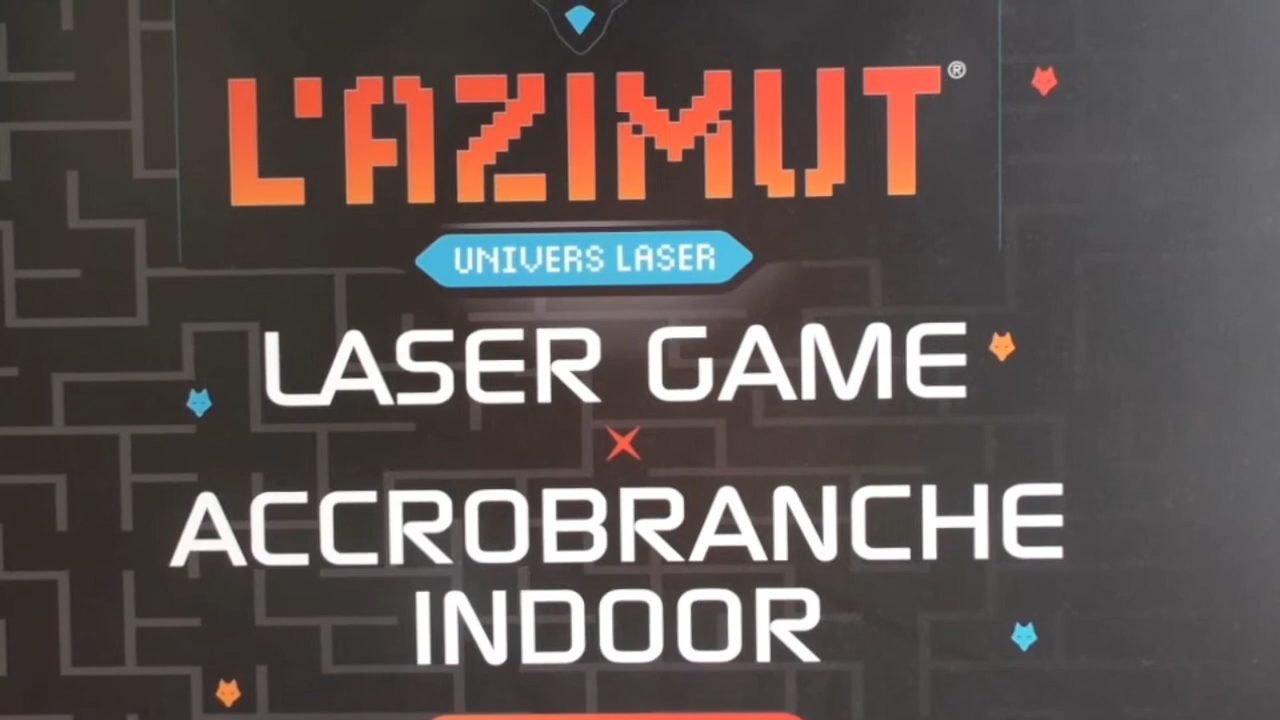 L'AZIMUT®
UNIVERS LASER
LASER GAME
ACCROBRANCHE
INDOOR